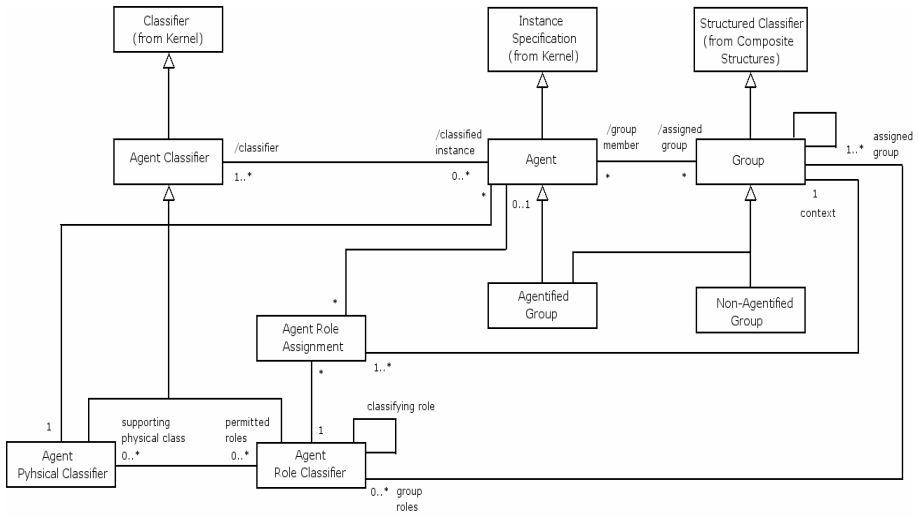 Classifier
(from Kernel)
Instance
Specification
(from Kernel)
Structured Classifier
(from Composite
Structures)
Agent Classifier
/classifier
1..*
/classified
instance
0..*
Agent
/group
member
*
/assigned
group
*
Group
1..*
assigned
group
1
context
*
0..1
Agentified
Group
Non-Agentified
Group
*
Agent Role
Assignment
1..*
*
1
classifying role
1
supporting
physical class
0..*
permitted
roles
0..*
Agent
Pyhsical Classifier
Agent
Role Classifier
0..*
group
roles